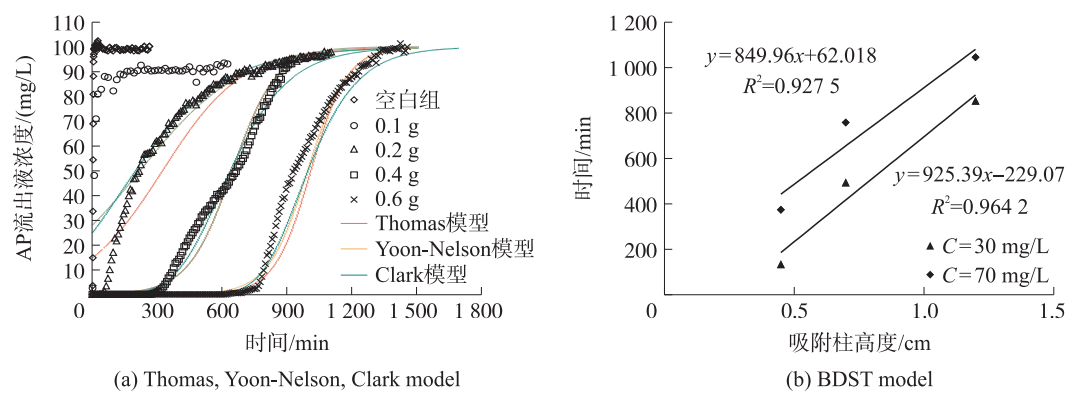 110
100
90
80
70
60
50
40
30
20
10
0
300
600
900
1 200
1 500
1 800
AP流出液浓度/(mg/L)
时间/min
空白组
0.1 g
0.2 g
0.4 g
0.6 g
Thomas模型
Yoon-Nelson模型
Clark模型
(a) Thomas, Yoon-Nelson, Clark model
1 200
1 000
800
600
400
200
0
0.5
1.0
1.5
时间/min
吸附柱高度/cm
y=849.96x+62.018
R²=0.927 5
y=925.39x−229.07
R²=0.964 2
C=30 mg/L
C=70 mg/L
(b) BDST model